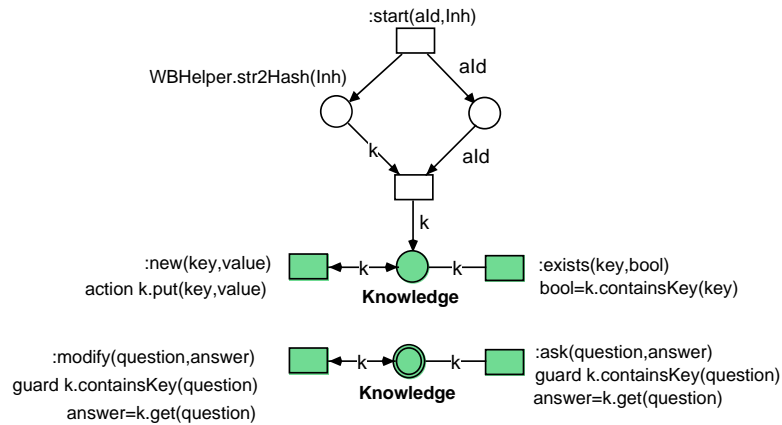 :start(aId,Inh)
aId
WBHelper.str2Hash(Inh)
k
aId
k
:new(key,value)
action k.put(key,value)
k
k
:exists(key,bool)
bool=k.containsKey(key)
Knowledge
:modify(question,answer)
guard k.containsKey(question)
answer=k.get(question)
k
k
:ask(question,answer)
guard k.containsKey(question)
answer=k.get(question)
Knowledge